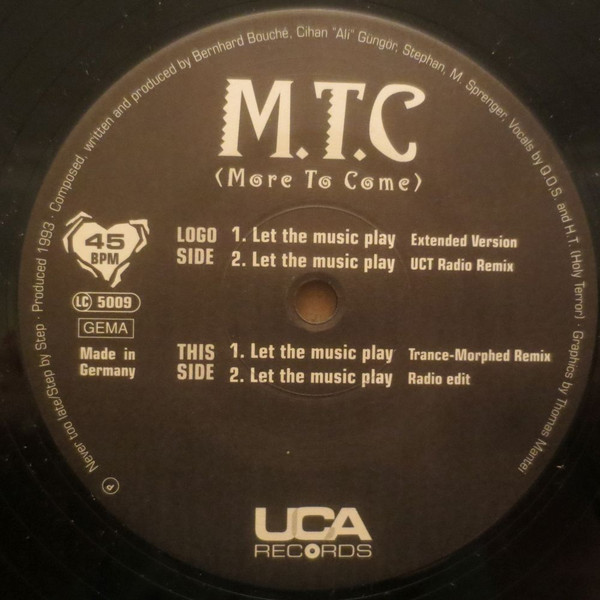 ℗ Never too late/Step by Step · Produced 1993 · Composed, written and produced by Bernhard Bouché, Cihan "Ali" Güngör, Stephan, M. Sprenger, Vocals by Q.O.S. and H.T. (Holy Terror) · Graphics by Thomas Mantei
M.T.C
(More To Come)
45
BPM
LC 5009
GEMA
Made in
Germany
LOGO SIDE
1. Let the music play Extended Version
2. Let the music play UCT Radio Remix
THIS SIDE
1. Let the music play Trance-Morphed Remix
2. Let the music play Radio edit
UCA
RECORDS